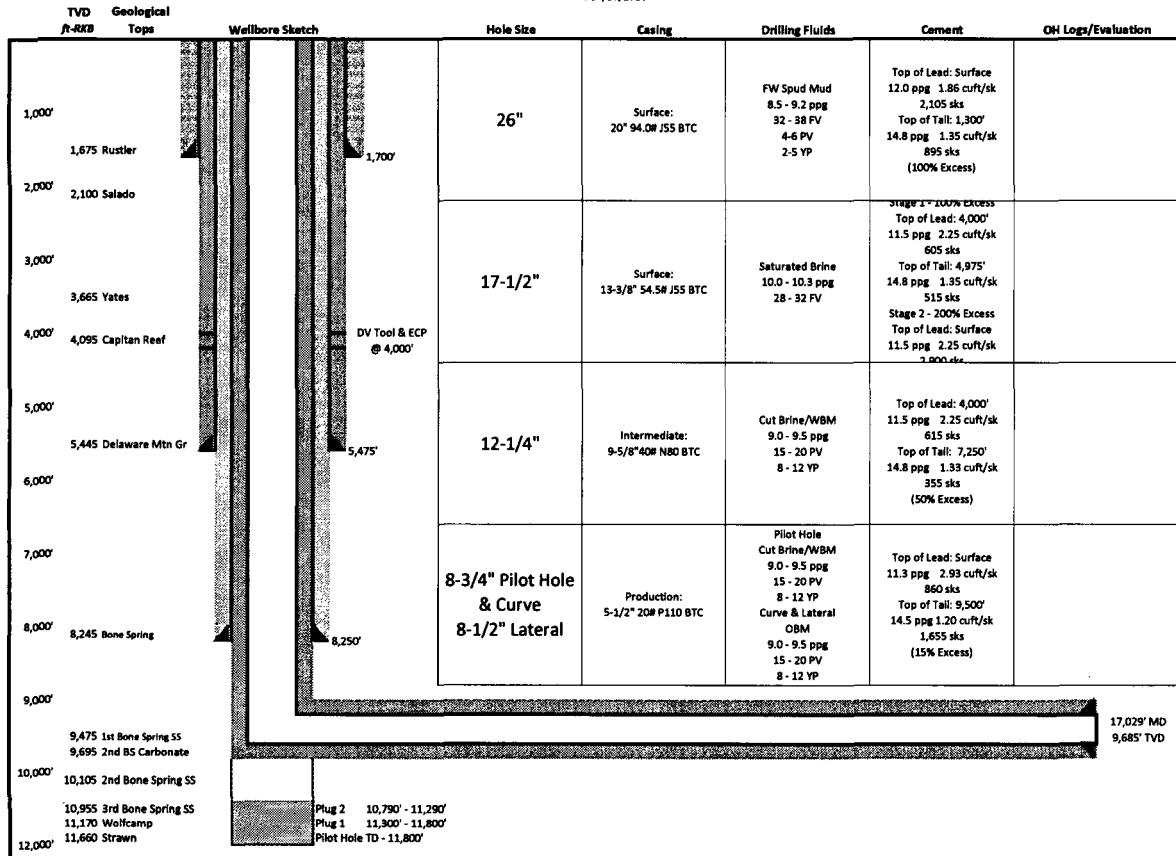 TVD Geological
ft-RKB Tops Wellbore Sketch Hole Size Casing Drilling Fluids Cement OH Logs/Evaluation
1,000'
1,675 Rustler
1,700'
2,000'
2,100 Salado
3,000'
3,665 Yates
4,000'
4,095 Capitan Reef
DV Tool & ECP
@ 4,000'
5,000'
5,445 Delaware Mtn Gr
5,475'
6,000'
7,000'
8,000'
8,245 Bone Spring
8,250'
9,000'
9,475 1st Bone Spring SS
9,695 2nd BS Carbonate
10,000'
10,105 2nd Bone Spring SS
10,955 3rd Bone Spring SS
11,170 Wolfcamp
11,660 Strawn
12,000'
Plug 2 10,790' - 11,290'
Plug 1 11,300' - 11,800'
Pilot Hole TD - 11,800'
17,029' MD
9,685' TVD
26"
Surface:
20" 94.0# J55 BTC
FW Spud Mud
8.5 - 9.2 ppg
32 - 38 FV
4-6 PV
2-5 YP
Top of Lead: Surface
12.0 ppg 1.86 cuft/sk
2,105 sks
Top of Tail: 1,300'
14.8 ppg 1.35 cuft/sk
895 sks
(100% Excess)
17-1/2"
Surface:
13-3/8" 54.5# J55 BTC
Saturated Brine
10.0 - 10.3 ppg
28 - 32 FV
Stage 1 - 100% Excess
Top of Lead: 4,000'
11.5 ppg 2.25 cuft/sk
605 sks
Top of Tail: 4,975'
14.8 ppg 1.35 cuft/sk
515 sks
Stage 2 - 200% Excess
Top of Lead: Surface
11.5 ppg 2.25 cuft/sk
2,900 sks
12-1/4"
Intermediate:
9-5/8"40# N80 BTC
Cut Brine/WBM
9.0 - 9.5 ppg
15 - 20 PV
8 - 12 YP
Top of Lead: 4,000'
11.5 ppg 2.25 cuft/sk
615 sks
Top of Tail: 7,250'
14.8 ppg 1.33 cuft/sk
355 sks
(50% Excess)
8-3/4" Pilot Hole
& Curve
8-1/2" Lateral
Production:
5-1/2" 20# P110 BTC
Pilot Hole
Cut Brine/WBM
9.0 - 9.5 ppg
15 - 20 PV
8 - 12 YP
Curve & Lateral
OBM
9.0 - 9.5 ppg
15 - 20 PV
8 - 12 YP
Top of Lead: Surface
11.3 ppg 2.93 cuft/sk
860 sks
Top of Tail: 9,500'
14.5 ppg 1.20 cuft/sk
1,655 sks
(15% Excess)